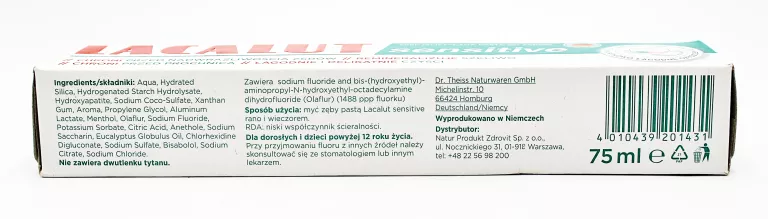 LACALUT
sensitive
Ingredients/składniki: Aqua, Hydrated
Silica, Hydrogenated Starch Hydrolysate,
Hydroxyapatite, Sodium Coco-Sulfate, Xanthan
Gum, Aroma, Propylene Glycol, Aluminum
Lactate, Menthol, Olaflur, Sodium Fluoride,
Potassium Sorbate, Citric Acid, Anethole, Sodium
Saccharin, Eucalyptus Globulus Oil, Chlorhexidine
Digluconate, Sodium Sulfate, Bisabolol, Sodium
Citrate, Sodium Chloride.
Nie zawiera dwutlenku tytanu.
Zawiera sodium fluoride and bis-(hydroxyethyl)-
aminopropyl-N-hydroxyethyl-octadecylamine
dihydrofluoride (Olaflur) (1488 ppp fluorku)
Sposób użycia: myć zęby pastą Lacalut sensitive
rano i wieczorem.
RDA: niski współczynnik ścieralności.
Dla dorosłych i dzieci powyżej 12 roku życia.
Przy przyjmowaniu fluoru z innych źródeł należy
skonsultować się ze stomatologiem lub innym
lekarzem.
Dr. Theiss Naturwaren GmbH
Michelinstr. 10
66424 Homburg
Deutschland/Niemcy
Wyprodukowano w Niemczech
Dystrybutor:
Natur Produkt Zdrovit Sp. z o.o.,
ul. Nocznickiego 31, 01-918 Warszawa,
tel: +48 22 56 98 200
4 010439 201431
75 ml e